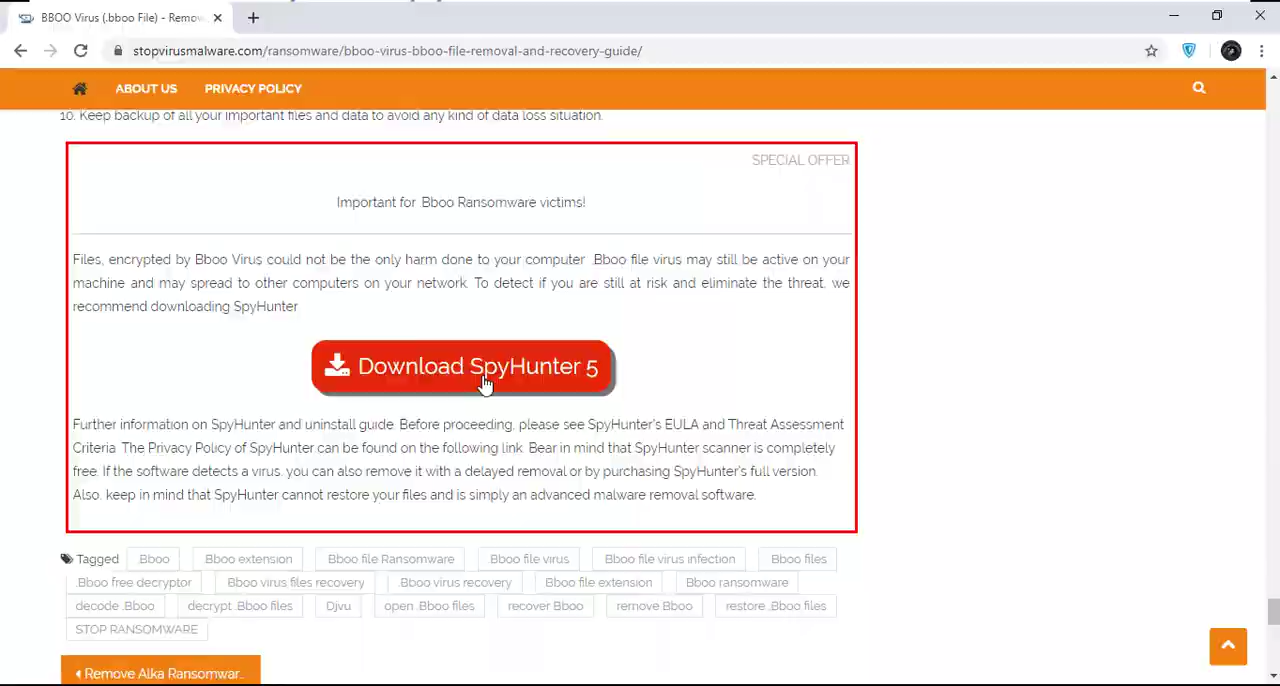 BBOO Virus (.bboo File) - Remov
stopvirusmalware.com/ransomware/bboo-virus-bboo-file-removal-and-recovery-guide/
ABOUT US PRIVACY POLICY
10. Keep backup of all your important files and data to avoid any kind of data loss situation.
SPECIAL OFFER
Important for .Bboo Ransomware victims!
Files, encrypted by Bboo Virus could not be the only harm done to your computer. .Bboo file virus may still be active on your
machine and may spread to other computers on your network. To detect if you are still at risk and eliminate the threat, we
recommend downloading SpyHunter.
Download SpyHunter 5
Further information on SpyHunter and uninstall guide. Before proceeding, please see SpyHunter's EULA and Threat Assessment
Criteria. The Privacy Policy of SpyHunter can be found on the following link. Bear in mind that SpyHunter scanner is completely
free. If the software detects a virus, you can also remove it with a delayed removal or by purchasing SpyHunter's full version.
Also, keep in mind that SpyHunter cannot restore your files and is simply an advanced malware removal software.
Tagged .Bboo .Bboo extension .Bboo file Ransomware .Bboo file virus .Bboo file virus infection .Bboo files
.Bboo free decryptor .Bboo virus files recovery .Bboo virus recovery Bboo file extension Bboo ransomware
decode .Bboo decrypt .Bboo files Djvu open .Bboo files recover Bboo remove Bboo restore .Bboo files
STOP RANSOMWARE
Remove Alka Ransomwar...